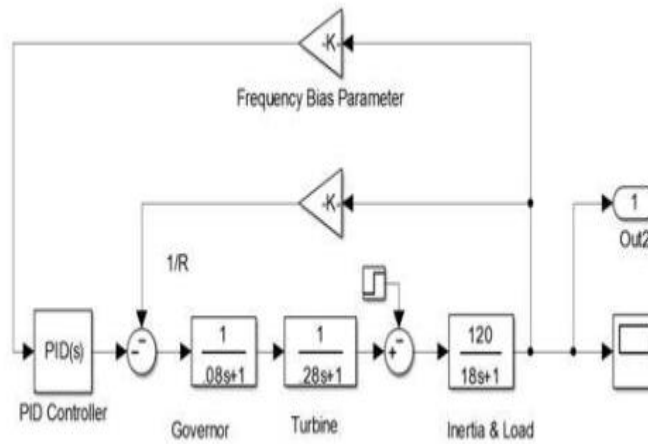 -K-
Frequency Bias Parameter
-K-
1
Out2
1/R
PID(s)
1
.08s+1
1
.28s+1
120
18s+1
PID Controller
Governor
Turbine
Inertia & Load